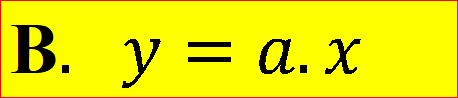 B. y = a. x